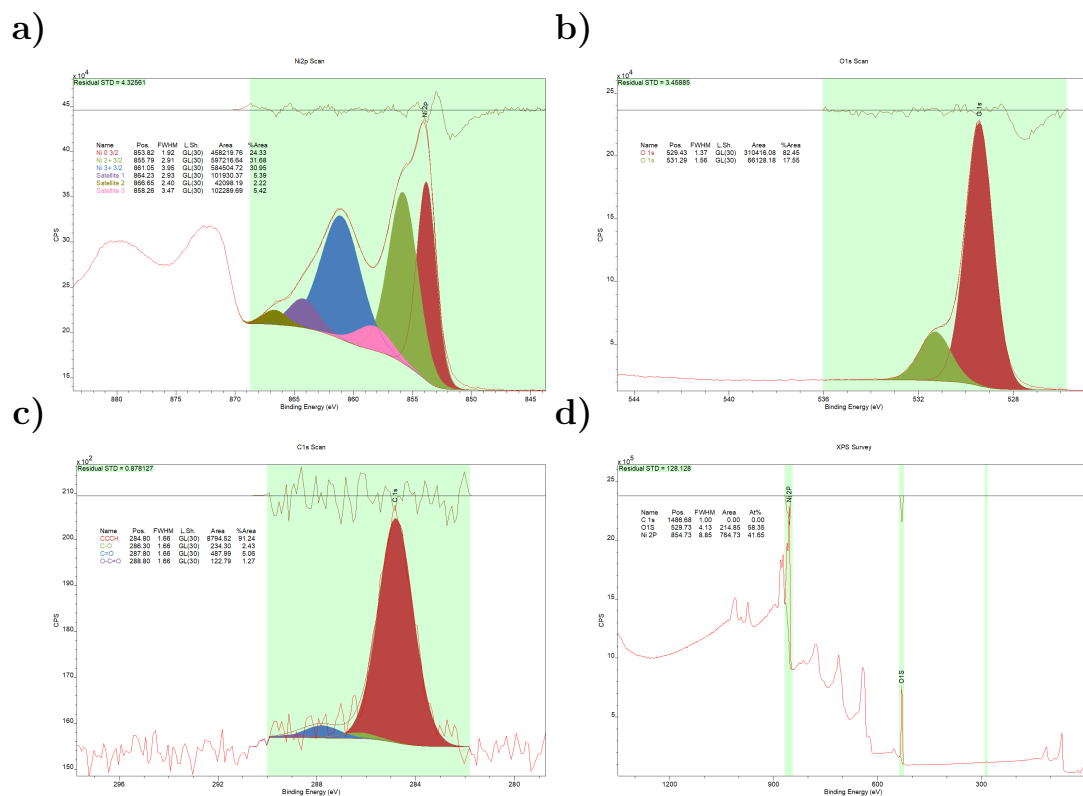 a)
Ni2p Scan
x 10^4
Residual STD = 4.32561
Ni 2p
Name Pos. FWHM L.Sh. Area %Area
Ni 0 3/2 853.82 1.92 GL(30) 458219.76 24.33
Ni 2+ 3/2 855.79 2.91 GL(30) 597216.64 31.68
Ni 3+ 3/2 861.05 3.95 GL(30) 584504.72 30.95
Satellite 1 864.23 2.93 GL(30) 101930.37 5.39
Satellite 2 866.65 2.40 GL(30) 42098.19 2.22
Satellite 3 858.26 3.47 GL(30) 102289.69 5.42
45
40
35
30
25
20
15
CPS
880 875 870 865 860 855 850 845
Binding Energy (eV)
b)
O1s Scan
x 10^4
Residual STD = 3.45885
O 1s
Name Pos. FWHM L.Sh. Area %Area
O 1s 529.43 1.37 GL(30) 310416.08 82.45
O 1s 531.29 1.56 GL(30) 66128.18 17.55
20
15
10
5
CPS
544 540 536 532 528
Binding Energy (eV)
c)
C1s Scan
x 10^2
Residual STD = 0.878127
C 1s
Name Pos. FWHM L.Sh. Area %Area
CCCH 284.80 1.66 GL(30) 8794.52 91.24
C-O 286.30 1.66 GL(30) 234.30 2.43
C=O 287.80 1.66 GL(30) 487.99 5.06
O-C=O 288.80 1.66 GL(30) 122.79 1.27
210
200
190
180
170
160
150
CPS
296 292 288 284 280
Binding Energy (eV)
d)
XPS Survey
x 10^5
Residual STD = 128.128
Ni 2P
Name Pos. FWHM Area At%
C 1s 1486.68 1.00 0.00 0.00
O1S 529.73 4.13 214.85 58.35
Ni 2P 854.73 8.85 764.73 41.65
O1S
25
20
15
10
5
CPS
1200 900 600 300
Binding Energy (eV)